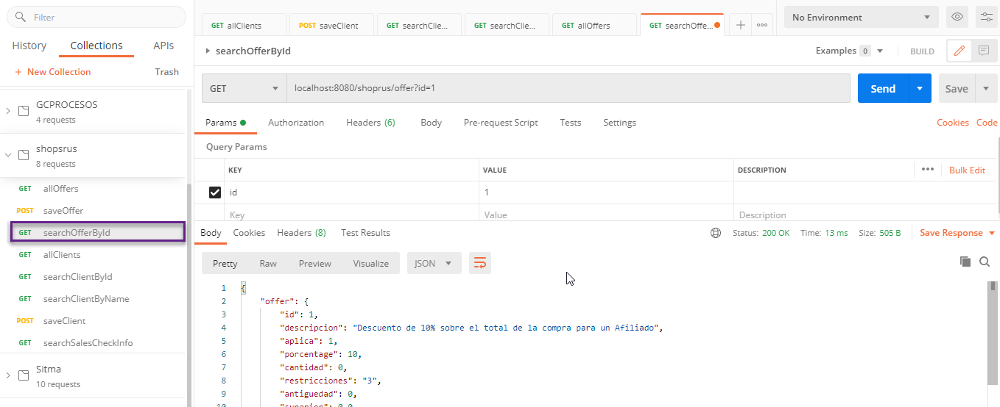 Filter
History Collections APIs
+ New Collection Trash
GCPROCESOS
4 requests
shopsrus
8 requests
GET allOffers
POST saveOffer
GET searchOfferById
GET allClients
GET searchClientById
GET searchClientByName
POST saveClient
GET searchSalesCheckInfo
Sitma
10 requests
GET allClients POST saveClient GET searchClie... GET searchClie... GET allOffers GET searchOffe... + ooo No Environment
searchOfferById Examples 0 BUILD
GET localhost:8080/shoprus/offer?id=1 Send Save
Params Authorization Headers (6) Body Pre-request Script Tests Settings Cookies Code
Query Params
KEY VALUE DESCRIPTION ••• Bulk Edit
id 1
Key Value Description
Body Cookies Headers (8) Test Results Status: 200 OK Time: 13 ms Size: 505 B Save Response
Pretty Raw Preview Visualize JSON
1 {
2 "offer": {
3 "id": 1,
4 "descripcion": "Descuento de 10% sobre el total de la compra para un Afiliado",
5 "aplica": 1,
6 "porcentage": 10,
7 "cantidad": 0,
8 "restricciones": "3",
9 "antiguedad": 0,
10 "superior": 0.0